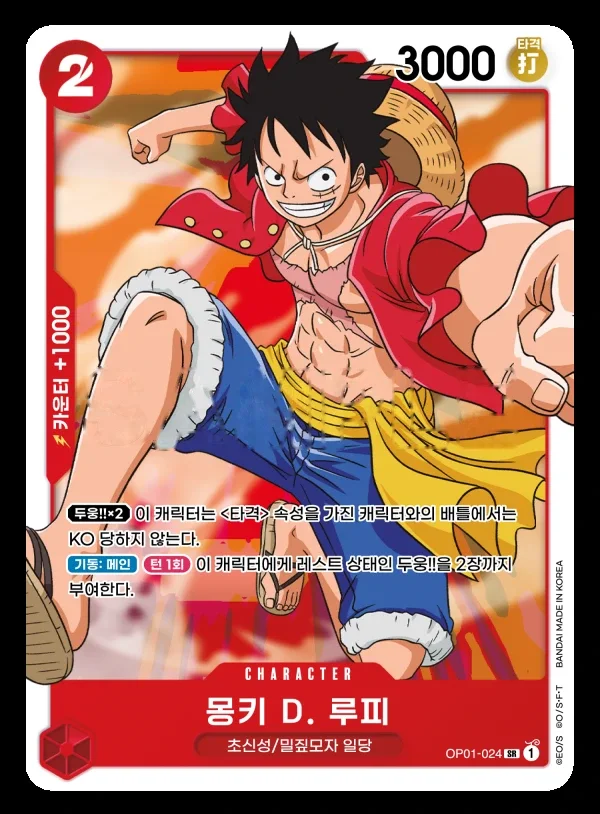 2
3000
타격
打
카운터 +1000
두웅!!×2 이 캐릭터는 <타격> 속성을 가진 캐릭터와의 배틀에서는
KO 당하지 않는다.
기동: 메인 턴 1회 이 캐릭터에게 레스트 상태인 두웅!!을 2장까지
부여한다.
CHARACTER
몽키 D. 루피
초신성/밀짚모자 일당
OP01-024 SR 1
©EO/S ©O/S·F·T BANDAI MADE IN KOREA